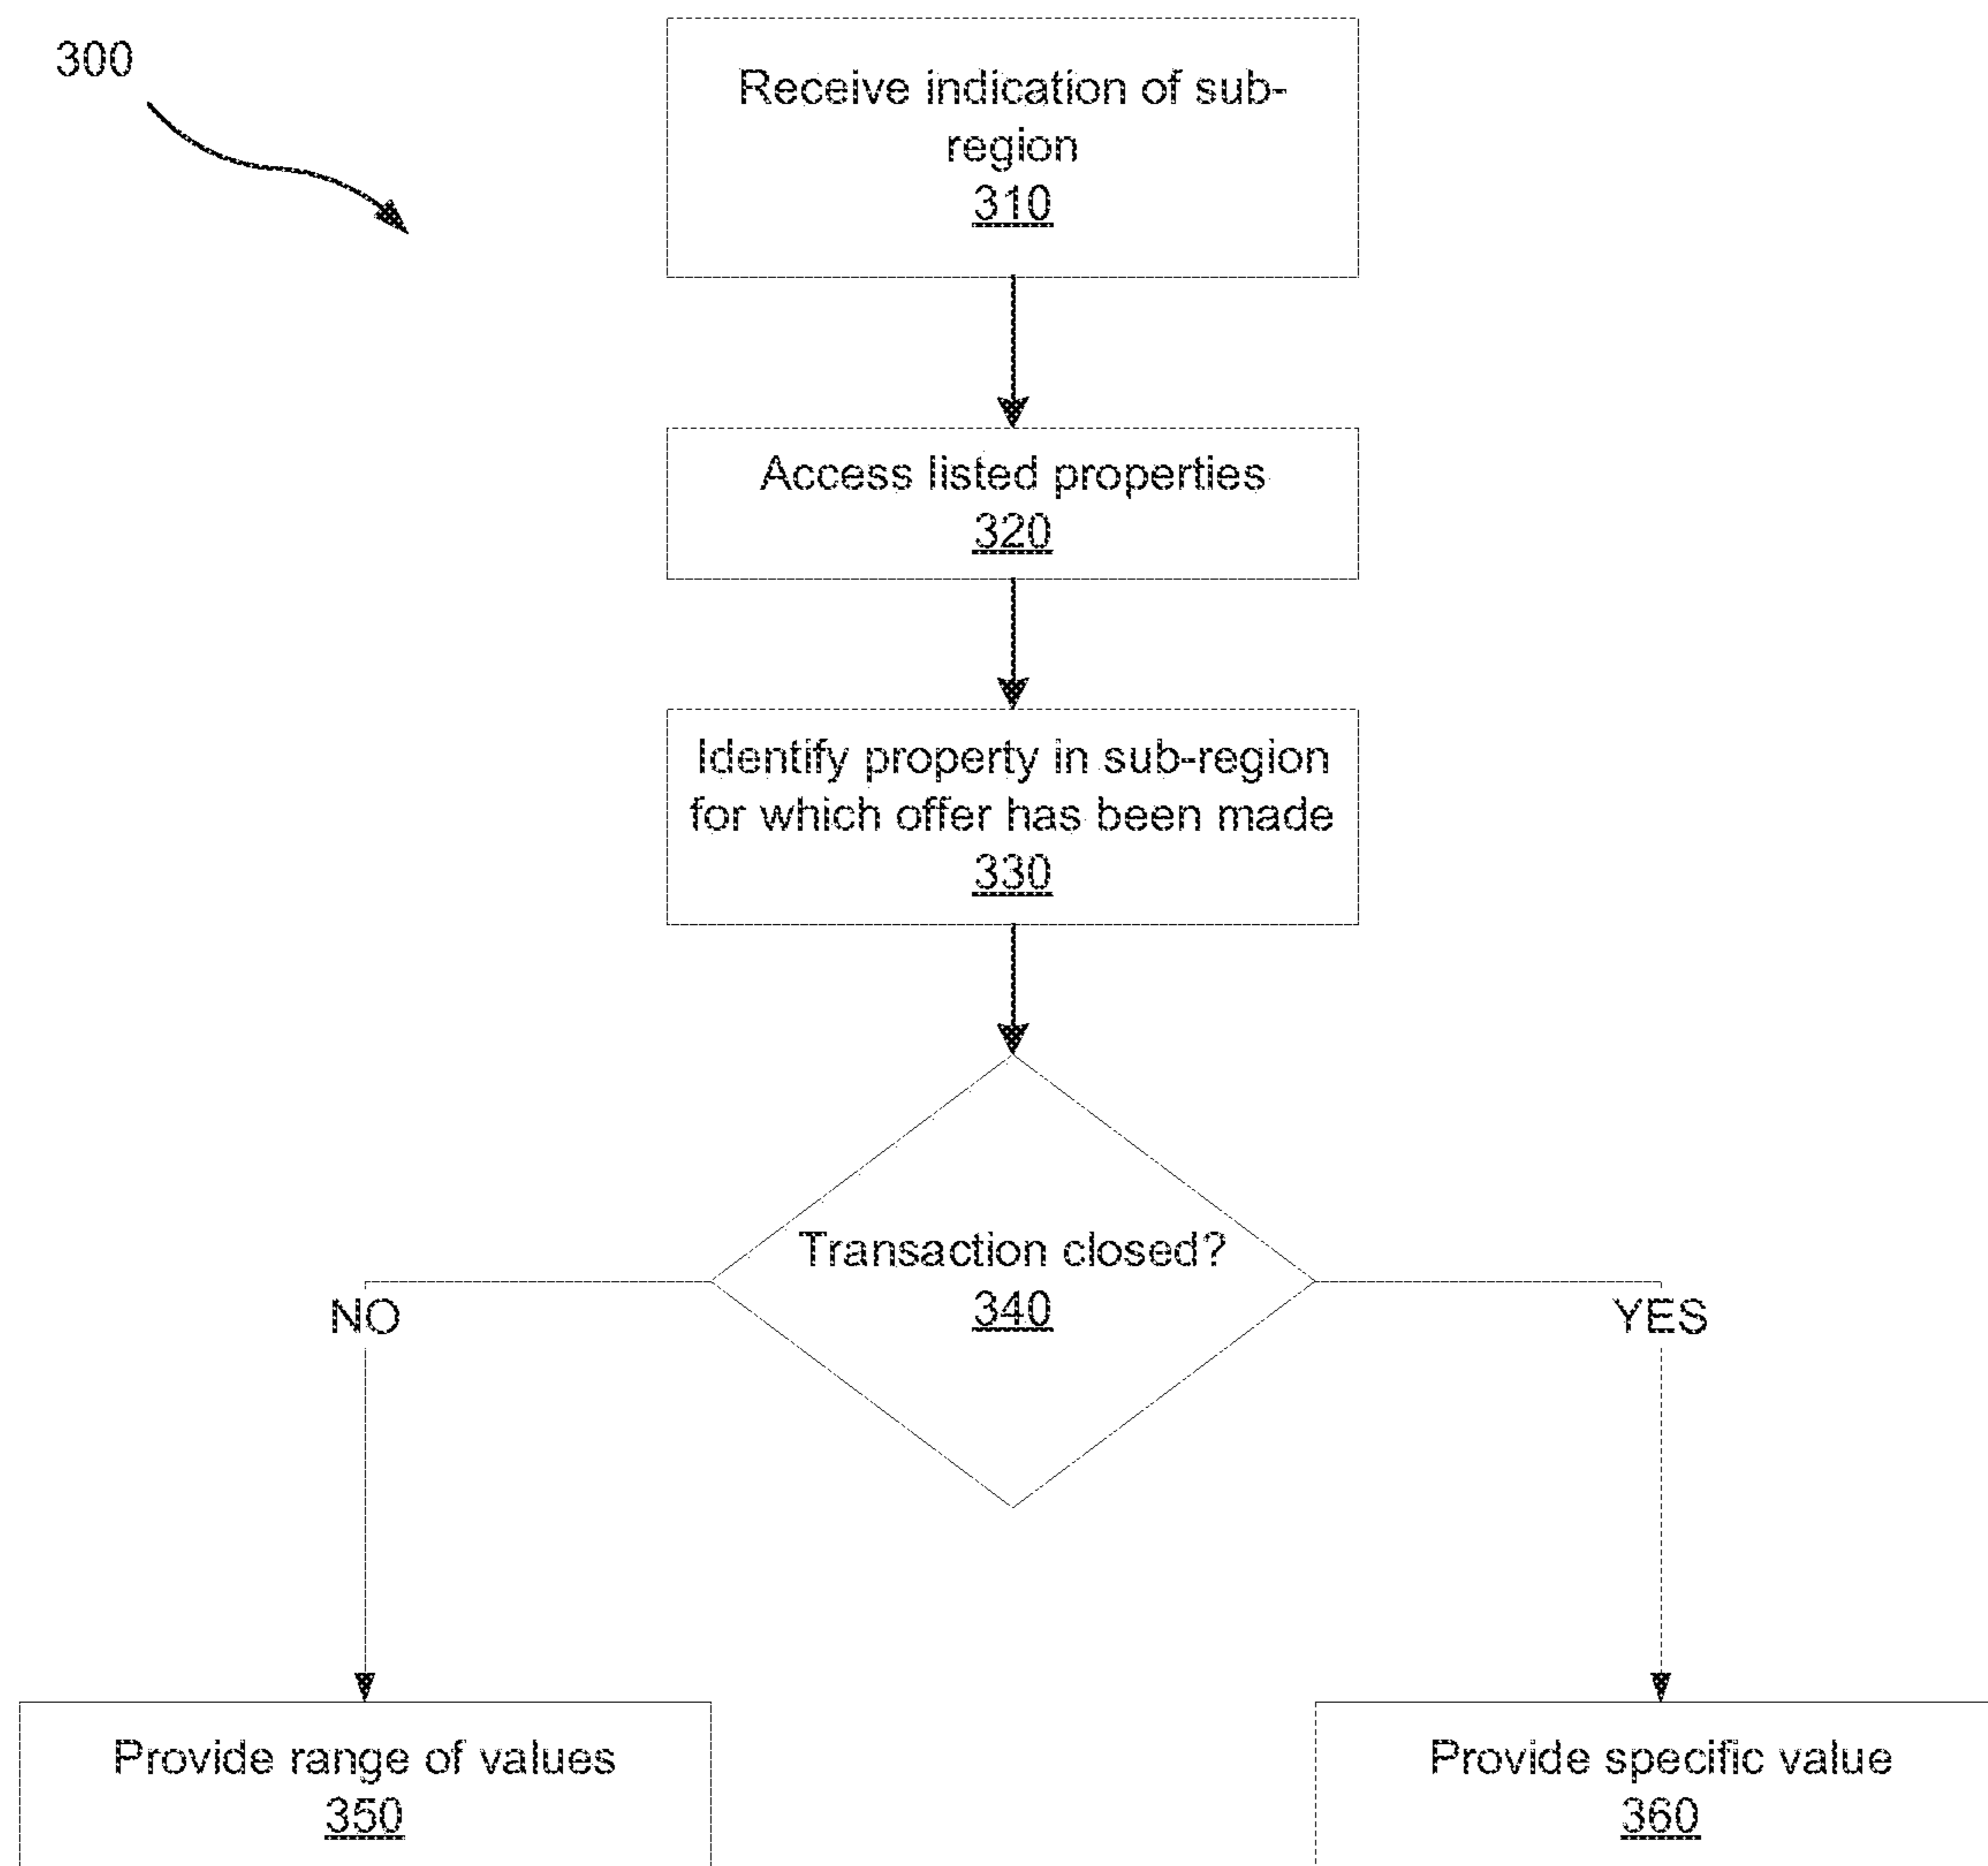 300
Receive indication of sub-
region
310
Access listed properties
320
Identify property in sub-region
for which offer has been made
330
Transaction closed?
340
NO
YES
Provide range of values
350
Provide specific value
360